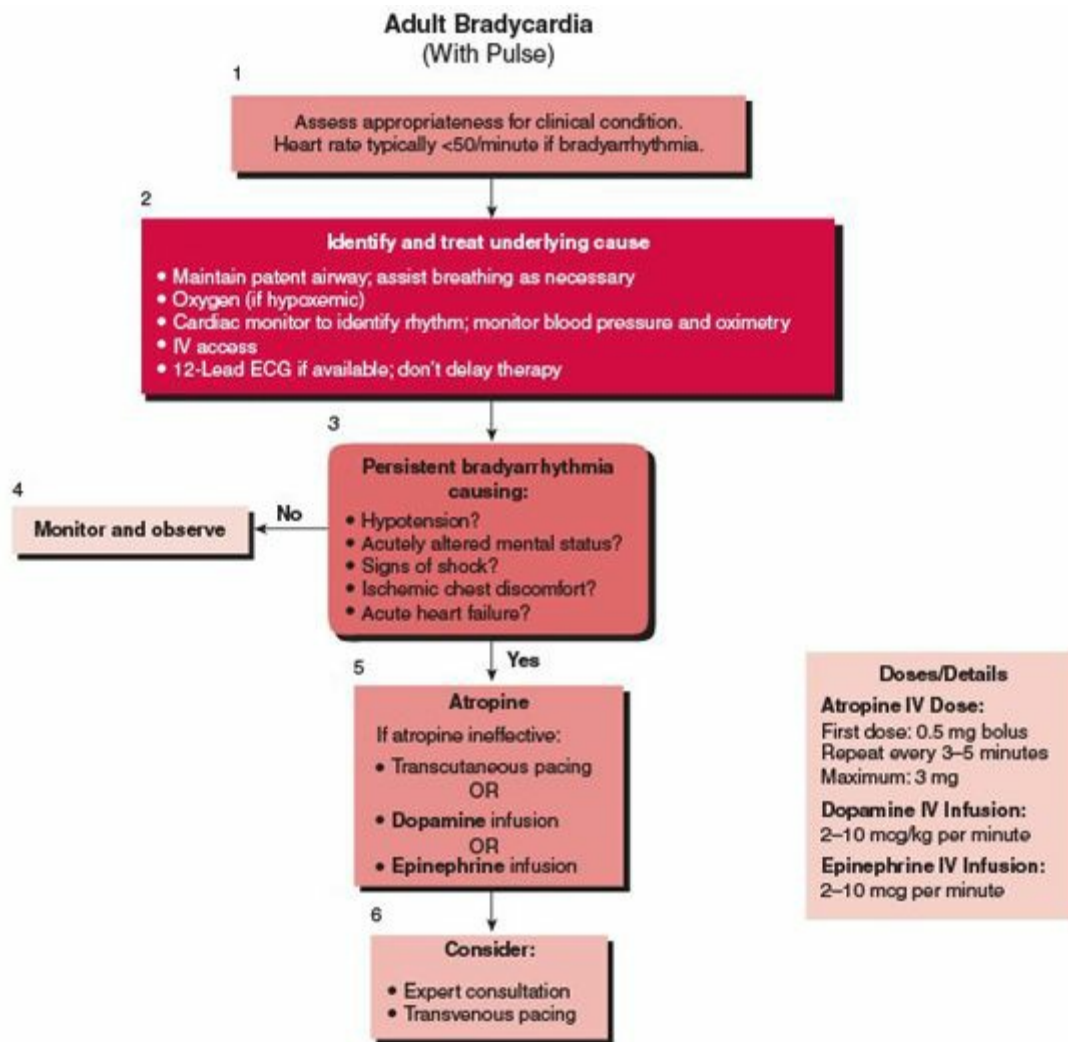 Adult Bradycardia
(With Pulse)
1
Assess appropriateness for clinical condition.
Heart rate typically <50/minute if bradyarrhythmia.
2
Identify and treat underlying cause
• Maintain patent airway; assist breathing as necessary
• Oxygen (if hypoxemic)
• Cardiac monitor to identify rhythm; monitor blood pressure and oximetry
• IV access
• 12-Lead ECG if available; don't delay therapy
3
Persistent bradyarrhythmia
causing:
• Hypotension?
• Acutely altered mental status?
• Signs of shock?
• Ischemic chest discomfort?
• Acute heart failure?
No
4
Monitor and observe
Yes
5
Atropine
If atropine ineffective:
• Transcutaneous pacing
OR
• Dopamine infusion
OR
• Epinephrine infusion
6
Consider:
• Expert consultation
• Transvenous pacing
Doses/Details
Atropine IV Dose:
First dose: 0.5 mg bolus
Repeat every 3–5 minutes
Maximum: 3 mg
Dopamine IV Infusion:
2–10 mcg/kg per minute
Epinephrine IV Infusion:
2–10 mcg per minute